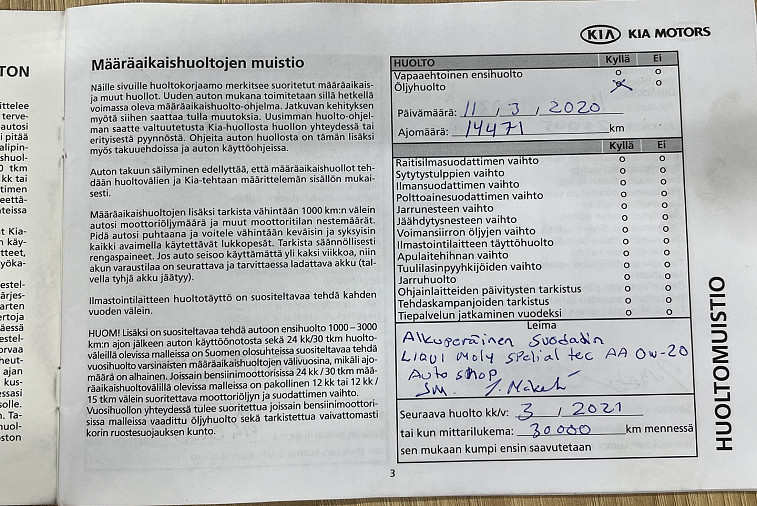 TON
ittelee
terve-
autosi
i pitää
alipin-
shuol-
0 tkm
kk tai
timen
eettä-
teissa
t Kia-
n käy-
tteet,
yöka-
estel-
ärjes-
arten
ertoja
äessä
estel-
orvaa
heut-
ajan
kus-
essasi
solle.
n. Ta-
nuol-
ston
Määräaikaishuoltojen muistio
Näille sivuille huoltokorjaamo merkitsee suoritetut määräaikais-
ja muut huollot. Uuden auton mukana toimitetaan sillä hetkellä
voimassa oleva määräaikaishuolto-ohjelma. Jatkuvan kehityksen
myötä siihen saattaa tulla muutoksia. Uusimman huolto-ohjel-
man saatte valtuutetusta Kia-huollosta huollon yhteydessä tai
erityisestä pyynnöstä. Ohjeita auton huollosta on tämän lisäksi
myös takuuehdoissa ja auton käyttöohjeissa.
Auton takuun säilyminen edellyttää, että määräaikaishuollot teh-
dään huoltovälien ja Kia-tehtaan määrittelemän sisällön mukai-
sesti.
Määräaikaishuoltojen lisäksi tarkista vähintään 1000 km:n välein
autosi moottoriöljymäärä ja muut moottoritilan nestemäärät.
Pidä autosi puhtaana ja voitele vähintään keväisin ja syksyisin
kaikki avaimella käytettävät lukkopesät. Tarkista säännöllisesti
rengaspaineet. Jos auto seisoo käyttämättä yli kaksi viikkoa, niin
akun varaustilaa on seurattava ja tarvittaessa ladattava akku (tal-
vella tyhjä akku jäätyy).
Ilmastointilaitteen huoltotäyttö on suositeltavaa tehdä kahden
vuoden välein.
HUOM! Lisäksi on suositeltavaa tehdä autoon ensihuolto 1000 – 3000
km:n ajon jälkeen auton käyttöönotosta sekä 24 kk/30 tkm huolto-
väleillä olevissa malleissa on Suomen olosuhteissa suositeltavaa tehdä
vuosihuolto varsinaisten määräaikaishuoltojen välivuosina, mikäli ajo-
määrä on alhainen. Joissain bensiinimoottorisissa 24 kk / 30 tkm mää-
räaikaishuoltovälillä olevissa malleissa on pakollinen 12 kk tai 12 kk /
15 tkm välein suoritettava moottoriöljyn ja suodattimen vaihto.
Vuosihuollon yhteydessä tulee suoritettua joissain bensiinimoottori-
sissa malleissa vaadittu öljyhuolto sekä tarkistettua vaivattomasti
korin ruostesuojauksen kunto.
KIA KIA MOTORS
HUOLTO Kyllä Ei
Vapaaehtoinen ensihuolto o o
Öljyhuolto x o
Päivämäärä: 11 , 3 , 2020
Ajomäärä: 14471 km
Kyllä Ei
Raitisilmasuodattimen vaihto o o
Sytytystulppien vaihto o o
Ilmansuodattimen vaihto o o
Polttoainesuodattimen vaihto o o
Jarrunesteen vaihto o o
Jäähdytysnesteen vaihto o o
Voimansiirron öljyjen vaihto o o
Ilmastointilaitteen täyttöhuolto o o
Apulaitehihnan vaihto o o
Tuulilasinpyyhkijöiden vaihto o o
Jarruhuolto o o
Ohjainlaitteiden päivitysten tarkistus o o
Tehdaskampanjoiden tarkistus o o
Tiepalvelun jatkaminen vuodeksi o o
Leima
Alkuperäinen suodadin
Liqui Moly spesial tec AA 0w-20
Auto shop
Seuraava huolto kk/v: 3 / 2021
tai kun mittarilukema: 30000 km mennessä
sen mukaan kumpi ensin saavutetaan
HUOLTOMUISTIO
3